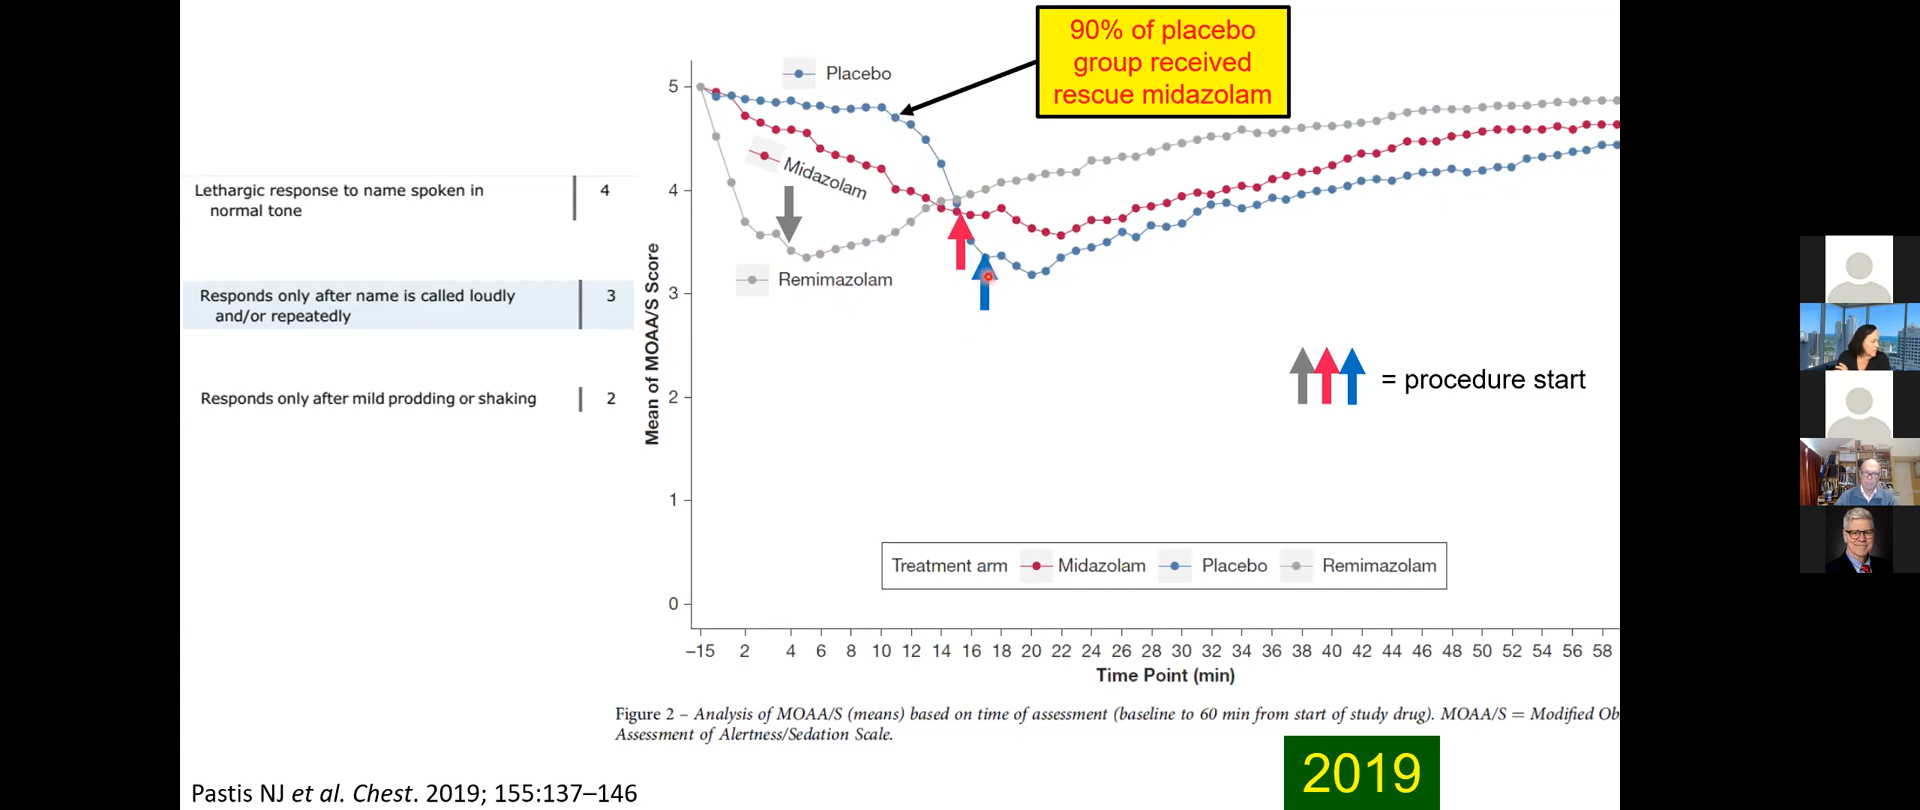 90% of placebo
group received
rescue midazolam
Placebo
Midazolam
Remimazolam
Lethargic response to name spoken in
normal tone
4
Responds only after name is called loudly
and/or repeatedly
3
Responds only after mild prodding or shaking
2
Mean of MOAA/S Score
5
4
3
2
1
0
= procedure start
Treatment arm Midazolam Placebo Remimazolam
–15 2 4 6 8 10 12 14 16 18 20 22 24 26 28 30 32 34 36 38 40 42 44 46 48 50 52 54 56 58
Time Point (min)
Figure 2 – Analysis of MOAA/S (means) based on time of assessment (baseline to 60 min from start of study drug). MOAA/S = Modified Ob
Assessment of Alertness/Sedation Scale.
2019
Pastis NJ et al. Chest. 2019; 155:137–146